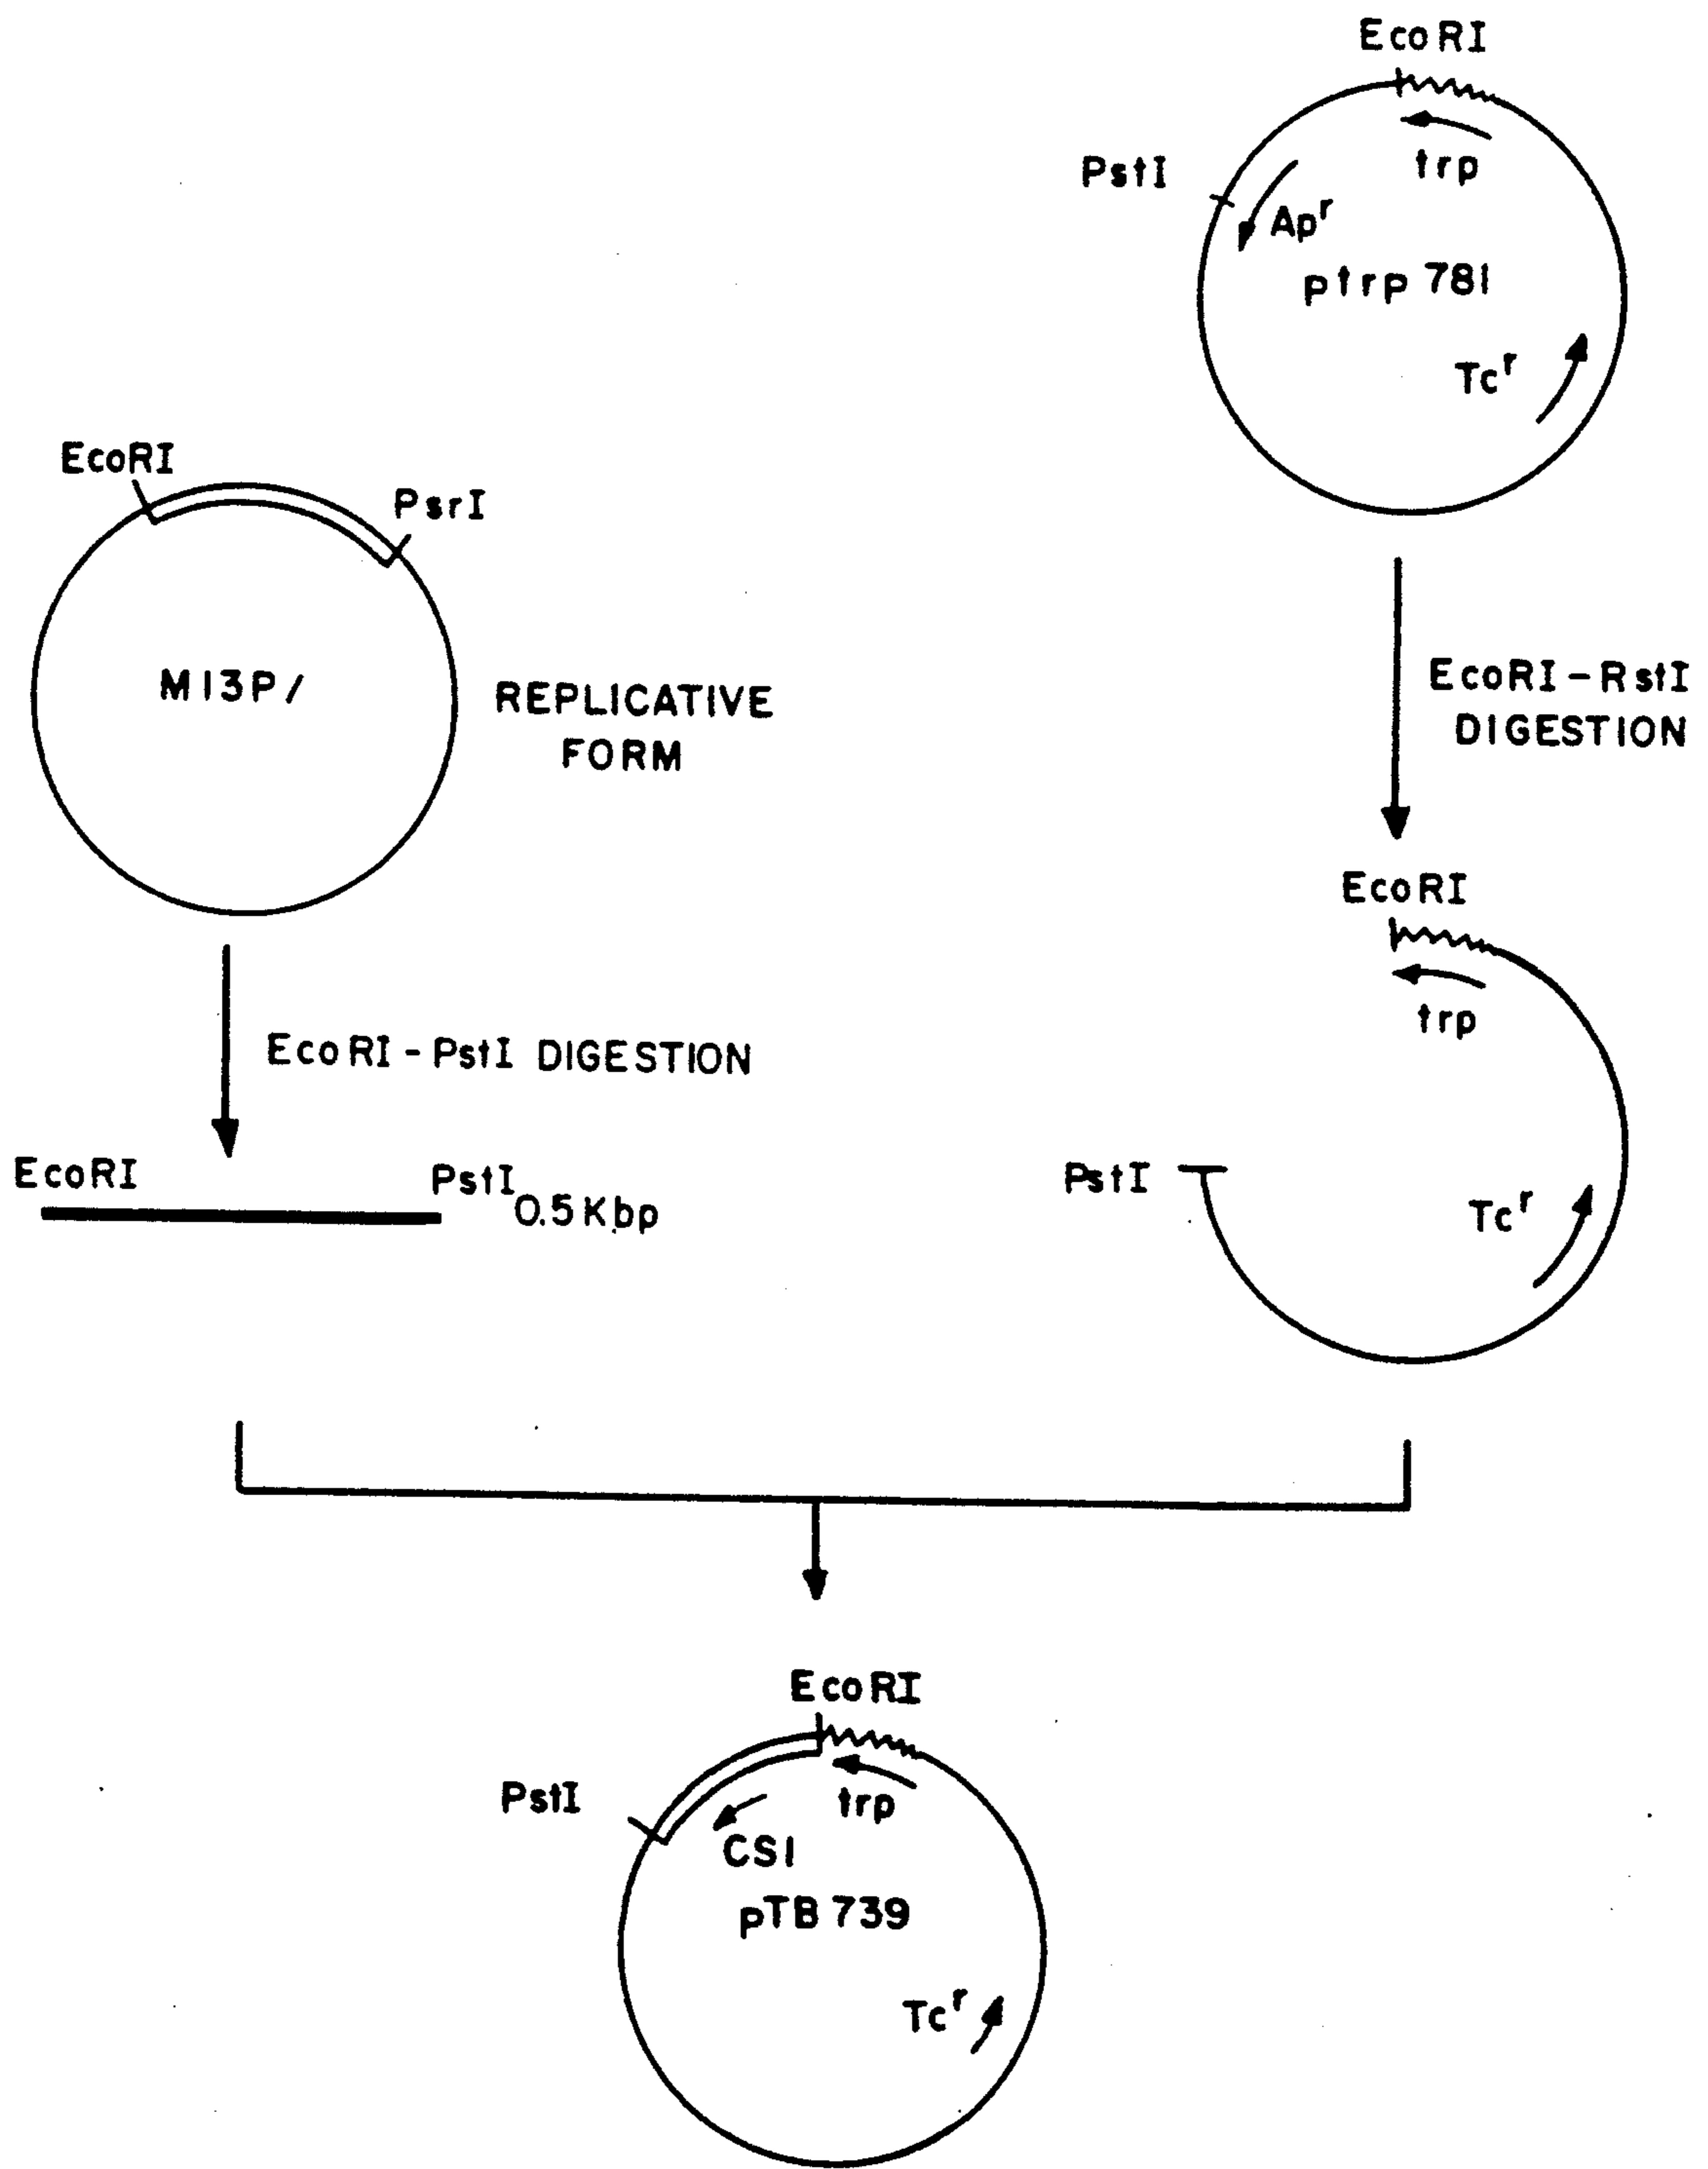 EcoRI
PstI
trp
Apʳ
ptrp 781
Tcʳ
EcoRI
PsrI
M13P/
REPLICATIVE
FORM
EcoRI-RstI
DIGESTION
EcoRI
trp
EcoRI-PstI DIGESTION
EcoRI
PstI
0.5Kbp
PstI
Tcʳ
EcoRI
PstI
trp
CSI
pTB 739
Tcʳ